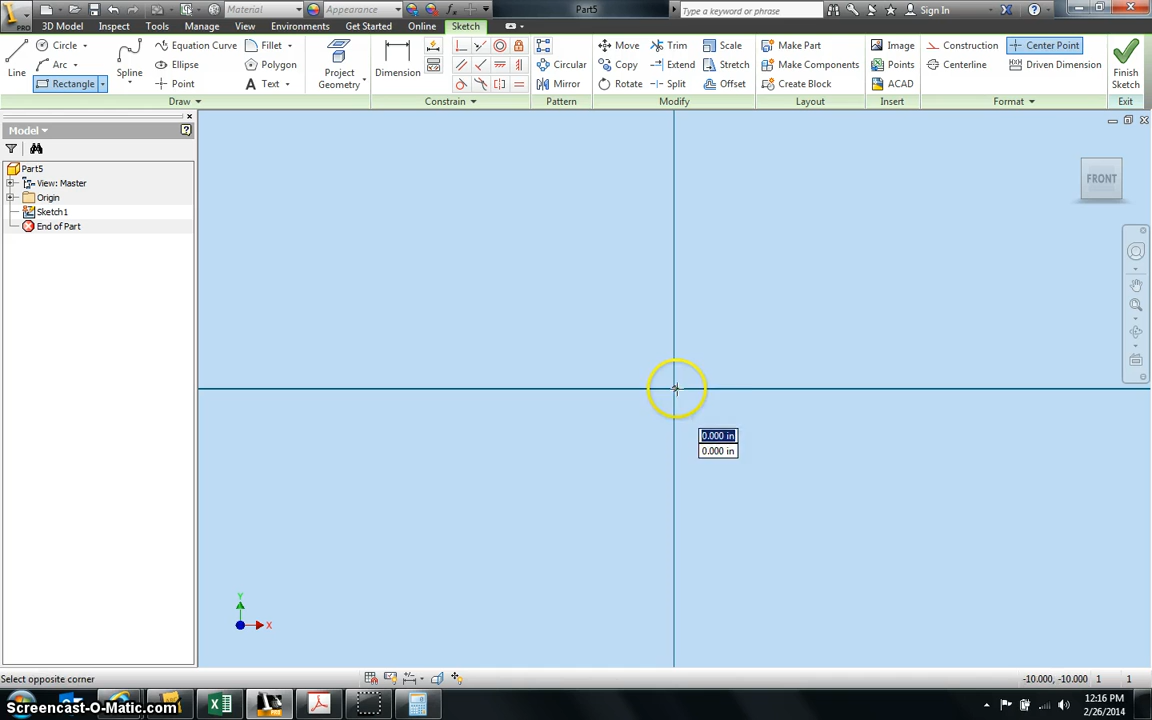 PRO
Material
Appearance
Part5
Type a keyword or phrase
Sign In
3D Model Inspect Tools Manage View Environments Get Started Online Sketch
Line
Circle
Arc
Rectangle
Spline
Equation Curve
Ellipse
Point
Fillet
Polygon
Text
Project
Geometry
Dimension
Circular
Mirror
Move
Copy
Rotate
Trim
Extend
Split
Scale
Stretch
Offset
Make Part
Make Components
Create Block
Image
Points
ACAD
Construction
Centerline
Center Point
Driven Dimension
Finish
Sketch
Draw
Constrain
Pattern
Modify
Layout
Insert
Format
Exit
Model
Part5
View: Master
Origin
Sketch1
End of Part
FRONT
0.000 in
0.000 in
Y
X
Select opposite corner
-10.000, -10.000 1 1
Screencast-O-Matic.com
12:16 PM
2/26/2014